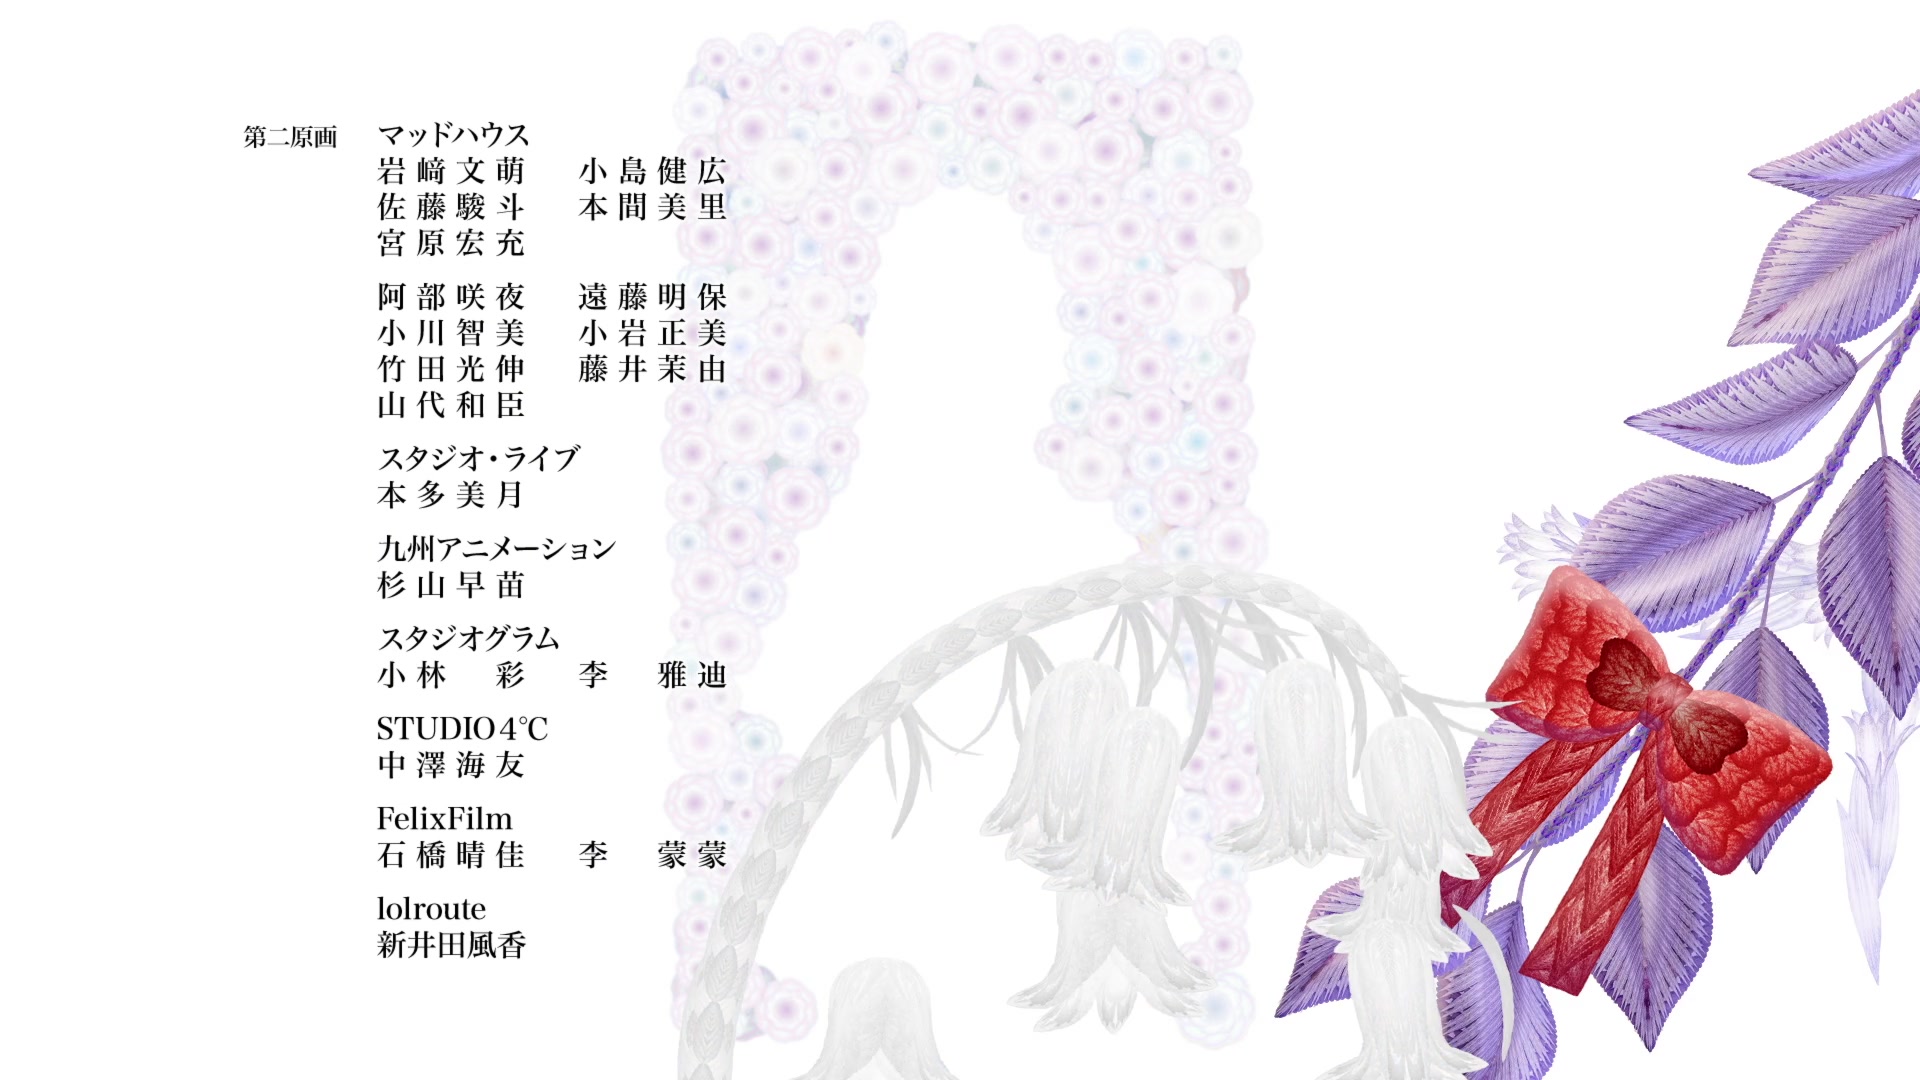 第二原画 マッドハウス
岩﨑文萌 小島健広
佐藤駿斗 本間美里
宮原宏充
阿部咲夜 遠藤明保
小川智美 小岩正美
竹田光伸 藤井茉由
山代和臣
スタジオ・ライブ
本多美月
九州アニメーション
杉山早苗
スタジオグラム
小林 彩 李 雅迪
STUDIO4℃
中澤海友
FelixFilm
石橋晴佳 李 蒙蒙
lolroute
新井田風香